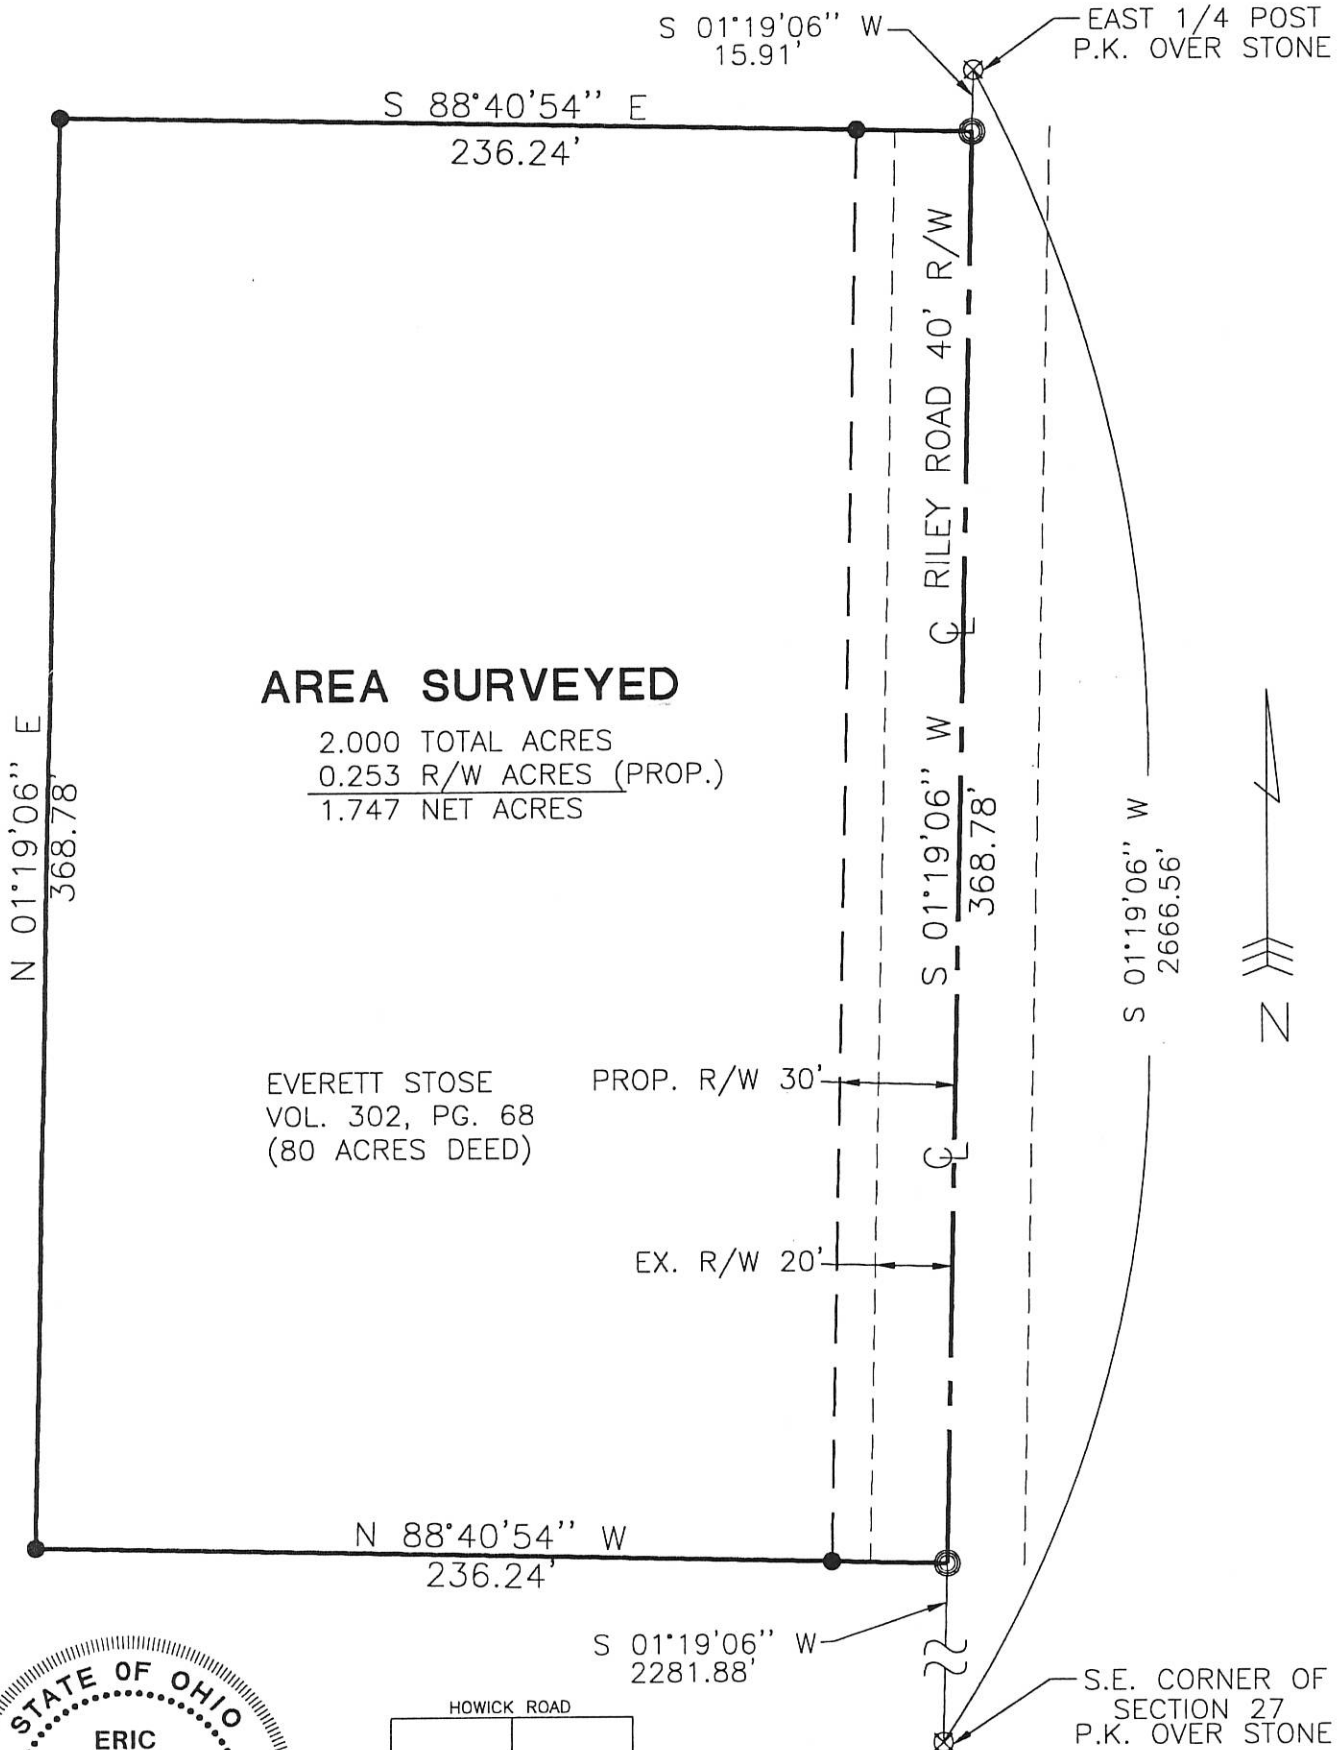 S 01°19'06'' W
15.91'
EAST 1/4 POST
P.K. OVER STONE
S 88°40'54'' E
236.24'
RILEY ROAD 40' R/W
CL
AREA SURVEYED
2.000 TOTAL ACRES
0.253 R/W ACRES (PROP.)
1.747 NET ACRES
N 01°19'06'' E
368.78'
S 01°19'06'' W
368.78'
S 01°19'06'' W
2666.56'
N
EVERETT STOSE
VOL. 302, PG. 68
(80 ACRES DEED)
PROP. R/W 30'
CL
EX. R/W 20'
N 88°40'54'' W
236.24'
S 01°19'06'' W
2281.88'
S.E. CORNER OF
SECTION 27
P.K. OVER STONE
STATE OF OHIO
ERIC
HOWICK ROAD